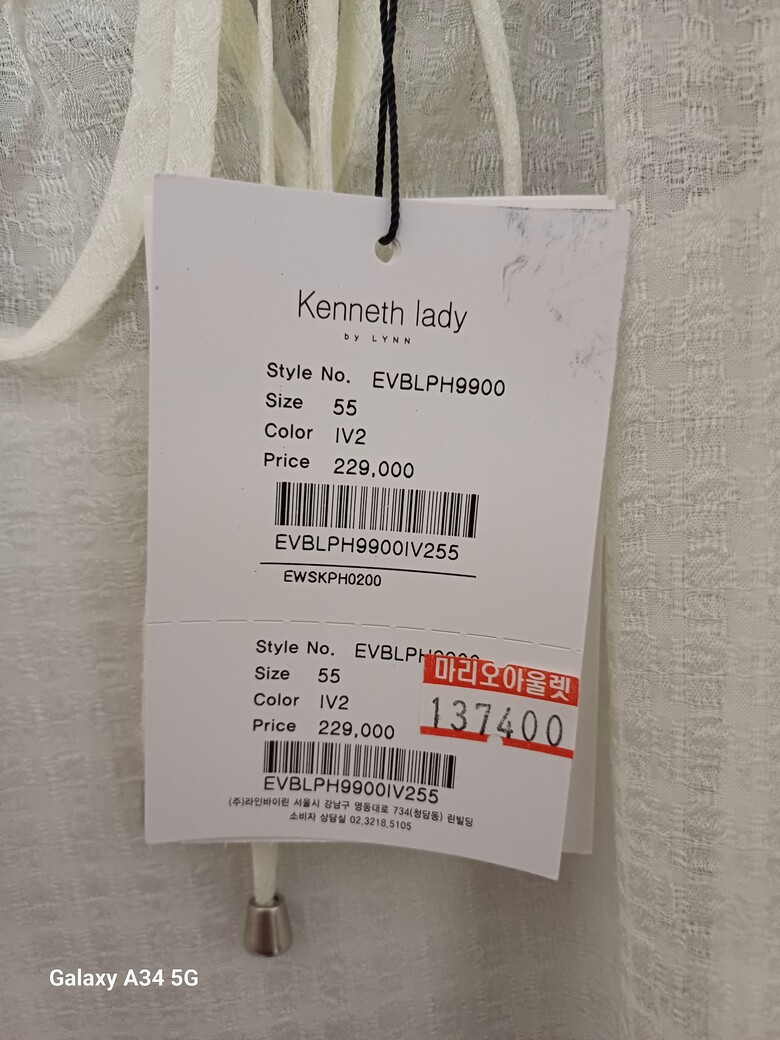 Kenneth lady
by LYNN
Style No. EVBLPH9900
Size 55
Color IV2
Price 229,000
EVBLPH9900IV255
EWSKPH0200
Style No.
Size 55
Color IV2
Price 229,000
마리오아울렛
137400
EVBLPH9900IV255
(주)라인바이린 서울시 강남구 영동대로 734(청담동) 린빌딩
소비자 상담실 02.3218.5105
Galaxy A34 5G